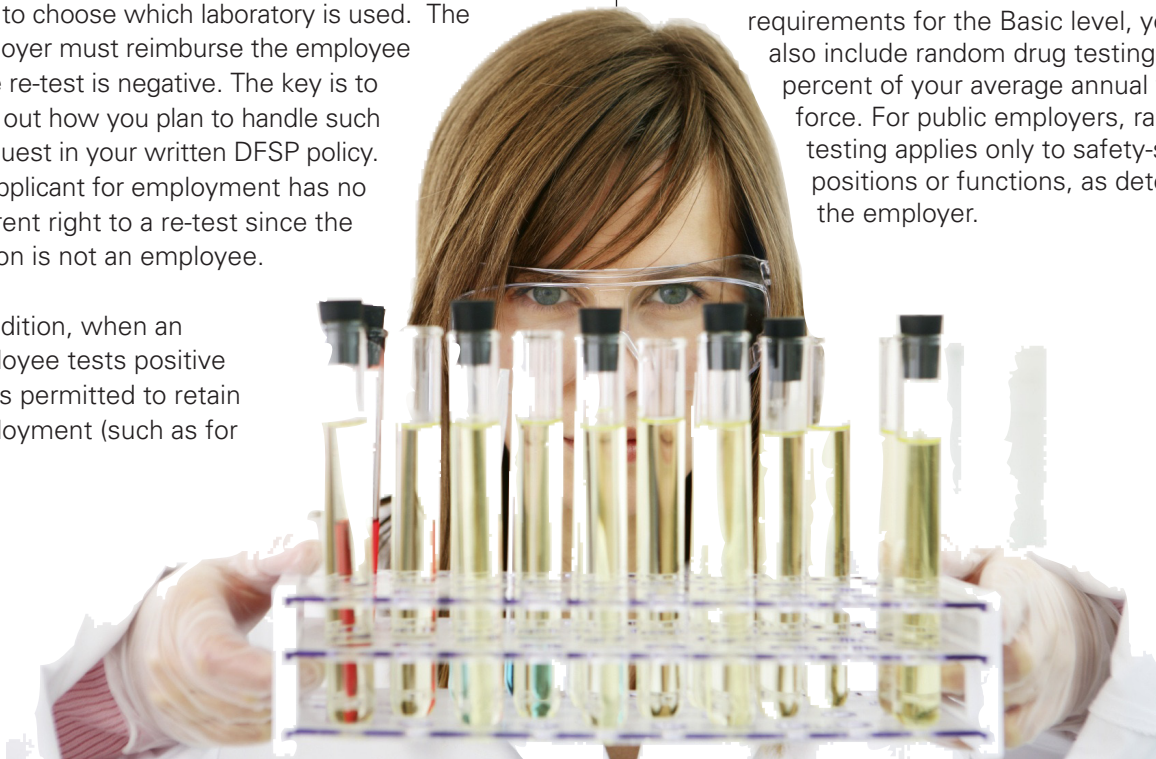 to choose which laboratory is used.  The
oyer must reimburse the employee
re-test is negative. The key is to
out how you plan to handle such
uest in your written DFSP policy.
pplicant for employment has no
rent right to a re-test since the
on is not an employee.
dition, when an
loyee tests positive
s permitted to retain
loyment (such as for
requirements for the Basic level, yo
also include random drug testing
percent of your average annual
force. For public employers, ra
testing applies only to safety-s
positions or functions, as dete
the employer.